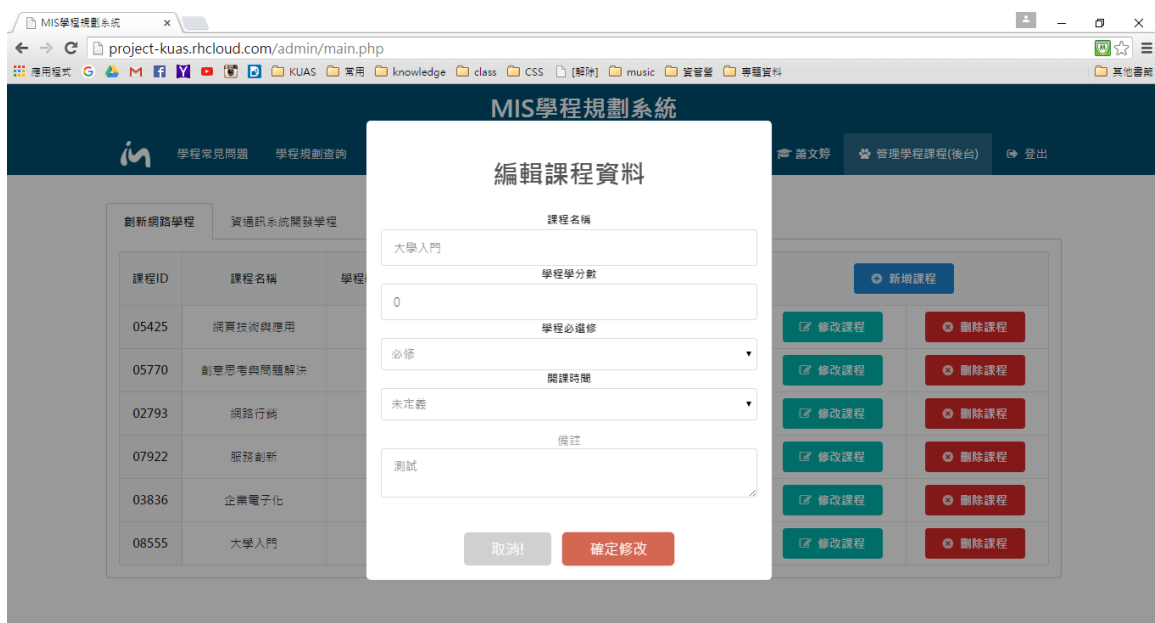 MIS學程規劃系統
project-kuas.rhcloud.com/admin/main.php
應用程式 KUAS 常用 knowledge class CSS [解除] music 資管營 專題資料 其他書籤
MIS學程規劃系統
學程常見問題 學程規劃查詢 苗文婷 管理學程課程(後台) 登出
編輯課程資料
創新網路學程 資通訊系統開發學程
課程名稱
大學入門
課程ID 課程名稱 學程 新增課程
學程學分數
0
05425 網頁技術與應用 修改課程 刪除課程
學程必選修
必修
05770 創意思考與問題解決 修改課程 刪除課程
開課時間
未定義
02793 網路行銷 修改課程 刪除課程
備註
測試
07922 服務創新 修改課程 刪除課程
03836 企業電子化 修改課程 刪除課程
08555 大學入門 修改課程 刪除課程
取消! 確定修改